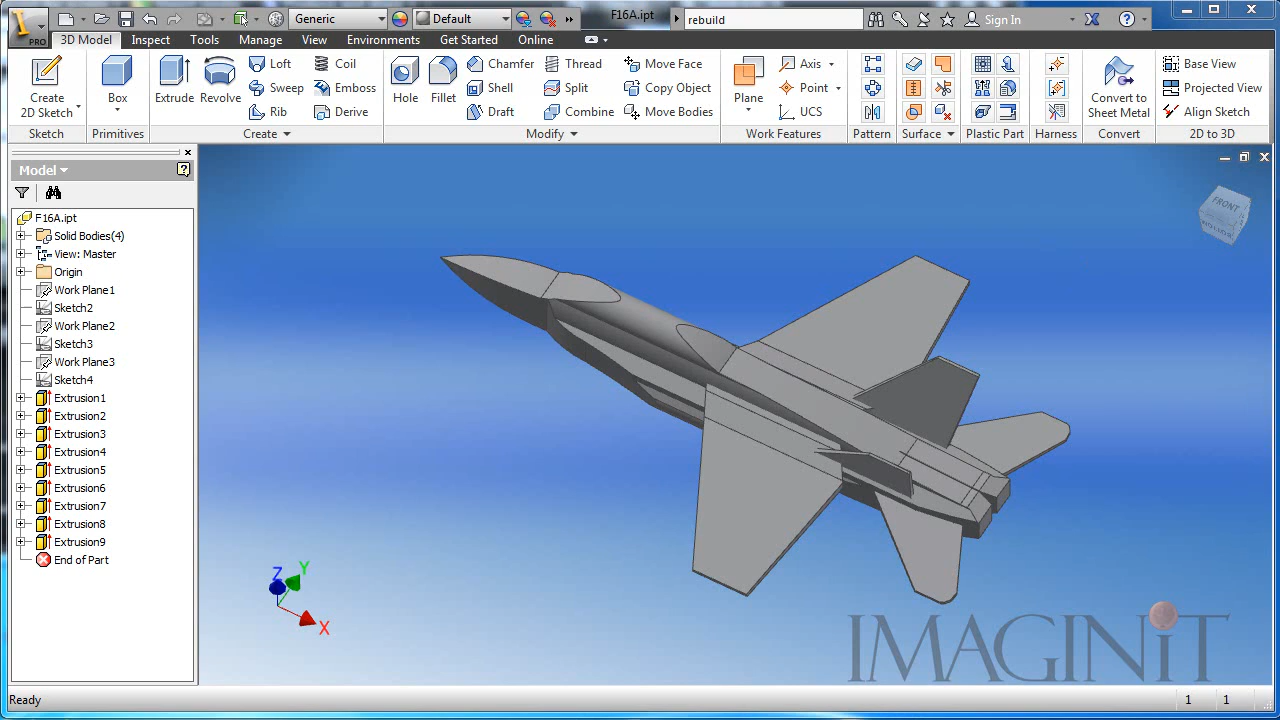 Generic
Default
F16A.ipt
rebuild
Sign In
PRO
3D Model Inspect Tools Manage View Environments Get Started Online
Create
2D Sketch
Sketch
Box
Primitives
Extrude
Revolve
Loft
Sweep
Rib
Coil
Emboss
Derive
Create
Hole
Fillet
Chamfer
Shell
Draft
Thread
Split
Combine
Move Face
Copy Object
Move Bodies
Modify
Plane
Axis
Point
UCS
Work Features
Pattern
Surface
Plastic Part
Harness
Convert to
Sheet Metal
Convert
Base View
Projected View
Align Sketch
2D to 3D
Model
F16A.ipt
Solid Bodies(4)
View: Master
Origin
Work Plane1
Sketch2
Work Plane2
Sketch3
Work Plane3
Sketch4
Extrusion1
Extrusion2
Extrusion3
Extrusion4
Extrusion5
Extrusion6
Extrusion7
Extrusion8
Extrusion9
End of Part
FRONT
BOTTOM
Z
Y
X
IMAGINiT
Ready
1 1